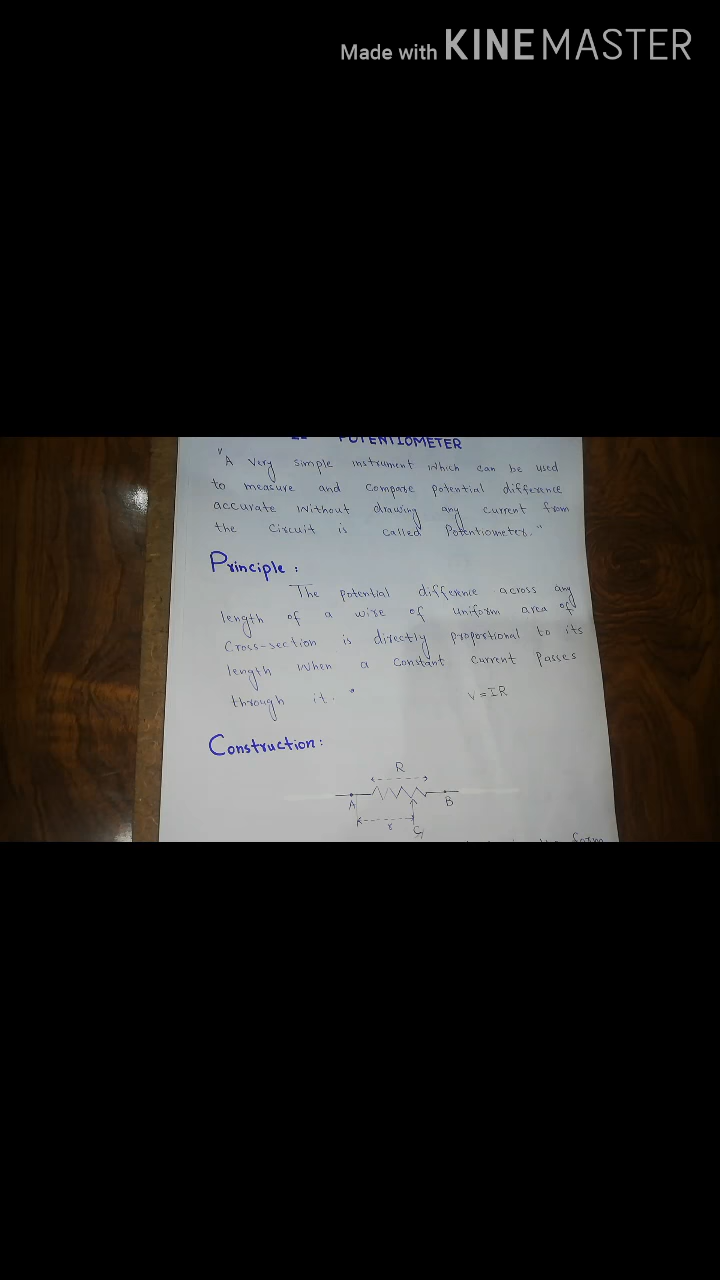 Made with KINEMASTER
POTENTIOMETER
"A Very simple instrument which can be used
to measure and compare potential difference
accurate without drawing any current from
the Circuit is called Potentiometer."
Principle :
The potential difference across any
length of a wire of uniform area of
Cross-section is directly proportional to its
length when a constant current Passes
through it.
V = IR
Construction :
R
A B
r
C
form